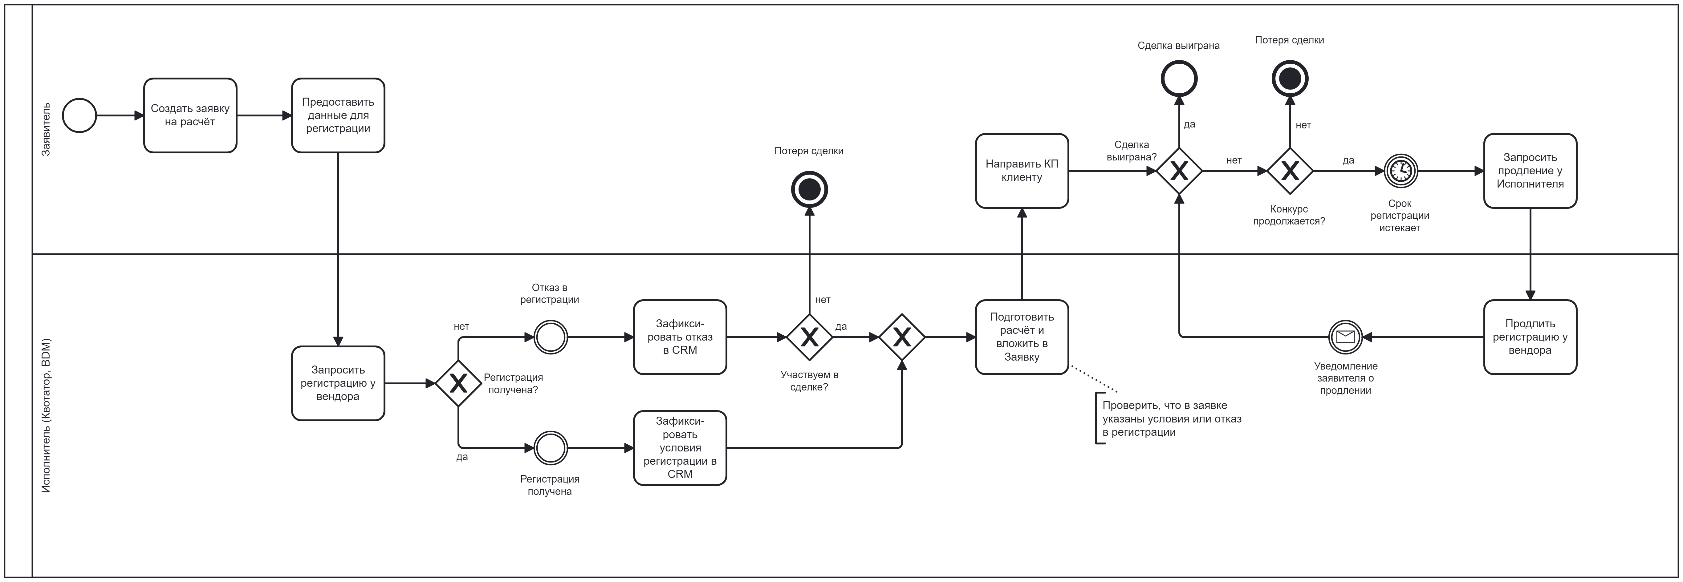 Заявитель
Создать заявку
на расчёт
Предоставить
данные для
регистрации
Потеря сделки
Направить КП
клиенту
Сделка выиграна
да
Сделка
выиграна?
нет
Потеря сделки
нет
Конкурс
продолжается?
да
Срок
регистрации
истекает
Запросить
продление у
Исполнителя
Исполнитель (Квотатор, BDM)
Запросить
регистрацию у
вендора
нет
Регистрация
получена?
да
Отказ в
регистрации
Регистрация
получена
Зафикси-
ровать отказ
в CRM
Зафикси-
ровать
условия
регистрации в
CRM
нет
да
Участвуем в
сделке?
Подготовить
расчёт и
вложить в
Заявку
Проверить, что в заявке
указаны условия или отказ
в регистрации
Уведомление
заявителя о
продлении
Продлить
регистрацию у
вендора